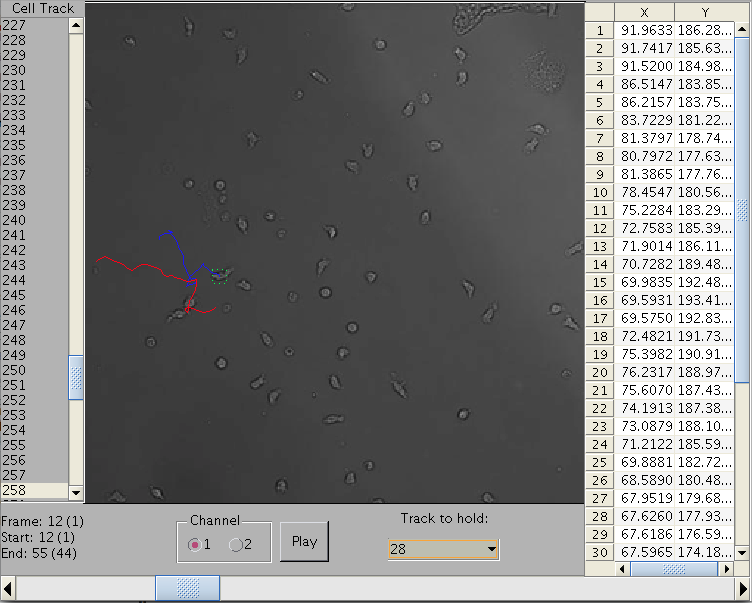 Cell Track
227
228
229
230
231
232
233
234
235
236
237
238
239
240
241
242
243
244
245
246
247
248
249
250
251
252
253
254
255
256
257
258
X Y
1 91.9633 186.28...
2 91.7417 185.63...
3 91.5200 184.98...
4 86.5147 183.85...
5 86.2157 183.75...
6 83.7229 181.22...
7 81.3797 178.74...
8 80.7972 177.63...
9 81.3865 177.76...
10 78.4547 180.56...
11 75.2284 183.29...
12 72.7583 185.39...
13 71.9014 186.11...
14 70.7282 189.48...
15 69.9835 192.48...
16 69.5931 193.41...
17 69.5750 192.83...
18 72.4821 191.73...
19 75.3982 190.91...
20 76.2317 188.97...
21 75.6070 187.43...
22 74.1913 187.38...
23 73.0879 188.10...
24 71.2122 185.59...
25 69.8881 182.72...
26 68.5890 180.48...
27 67.9519 179.68...
28 67.6260 177.93...
29 67.6186 176.59...
30 67.5965 174.18...
Frame: 12 (1)
Start: 12 (1)
End: 55 (44)
Channel
1 2
Play
Track to hold:
28